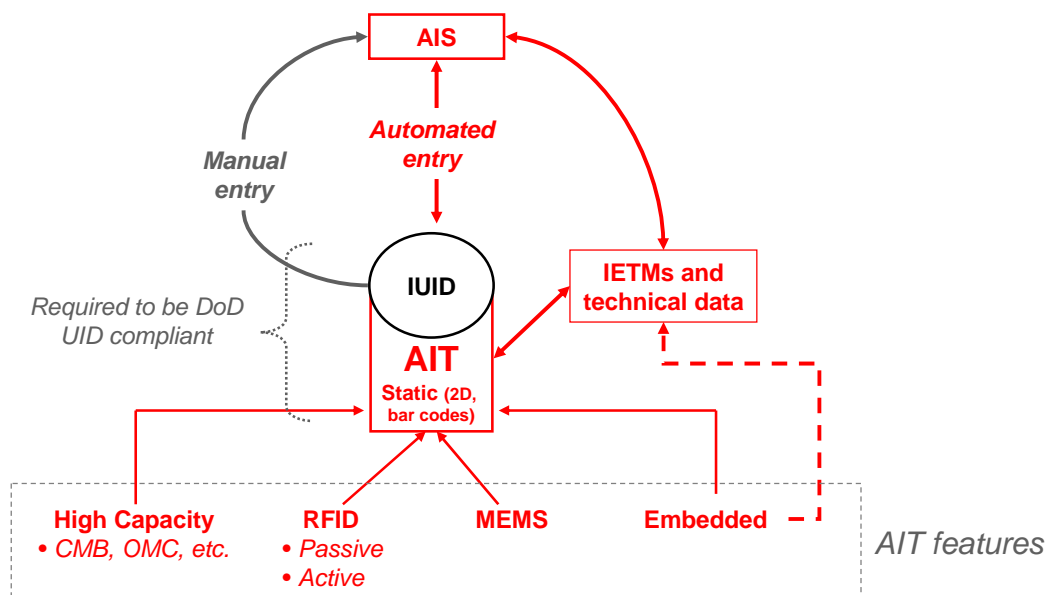 AIS
Automated
entry
Manual
entry
IUID
IETMs and
technical data
Required to be DoD
UID compliant
AIT
Static (2D,
bar codes)
High Capacity
• CMB, OMC, etc.
RFID
• Passive
• Active
MEMS
Embedded
AIT features